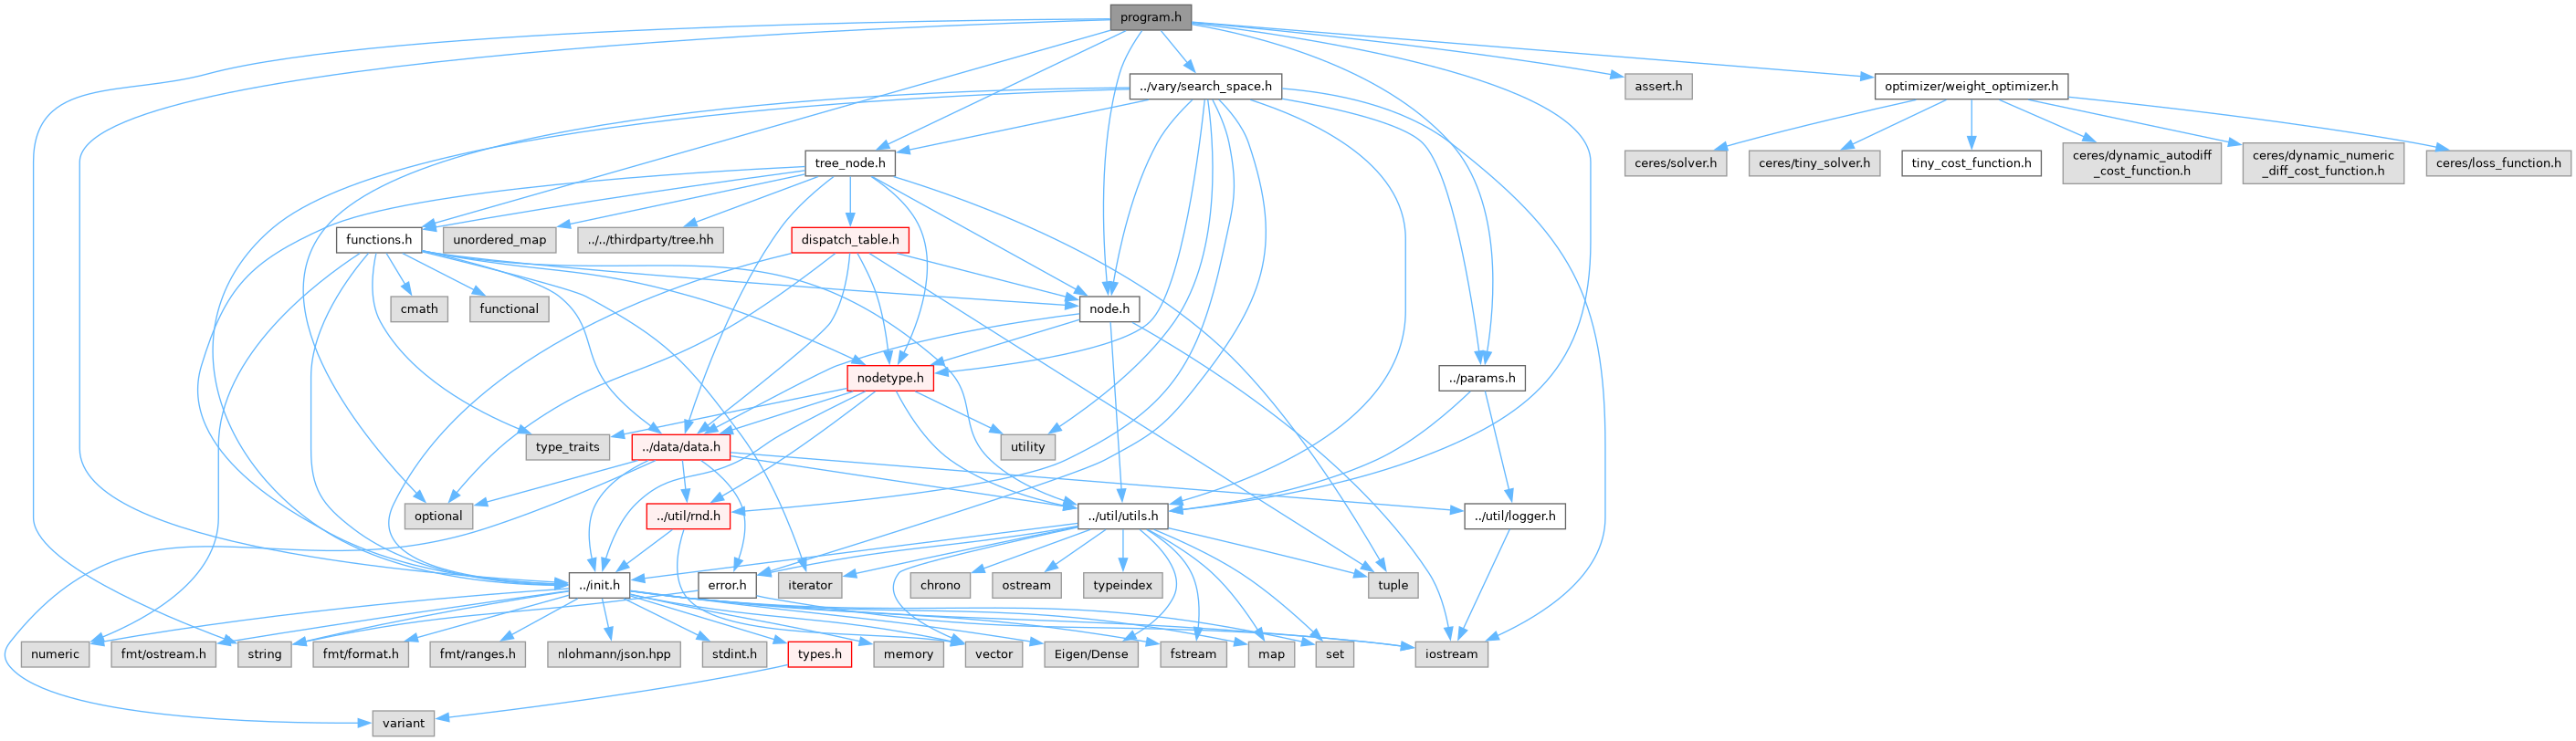 program.h
../vary/search_space.h
assert.h
optimizer/weight_optimizer.h
tree_node.h
ceres/solver.h
ceres/tiny_solver.h
tiny_cost_function.h
ceres/dynamic_autodiff
_cost_function.h
ceres/dynamic_numeric
_diff_cost_function.h
ceres/loss_function.h
functions.h
unordered_map
../../thirdparty/tree.hh
dispatch_table.h
cmath
functional
node.h
nodetype.h
../params.h
type_traits
../data/data.h
utility
optional
../util/rnd.h
../util/utils.h
../util/logger.h
../init.h
error.h
iterator
chrono
ostream
typeindex
tuple
numeric
fmt/ostream.h
string
fmt/format.h
fmt/ranges.h
nlohmann/json.hpp
stdint.h
types.h
memory
vector
Eigen/Dense
fstream
map
set
iostream
variant